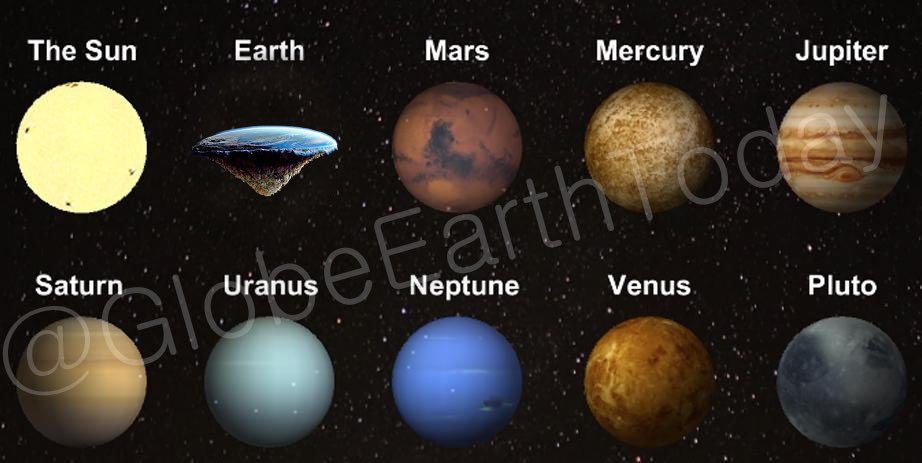 The Sun Earth Mars Mercury Jupiter
Saturn Uranus Neptune Venus Pluto
@GlobeEarthToday